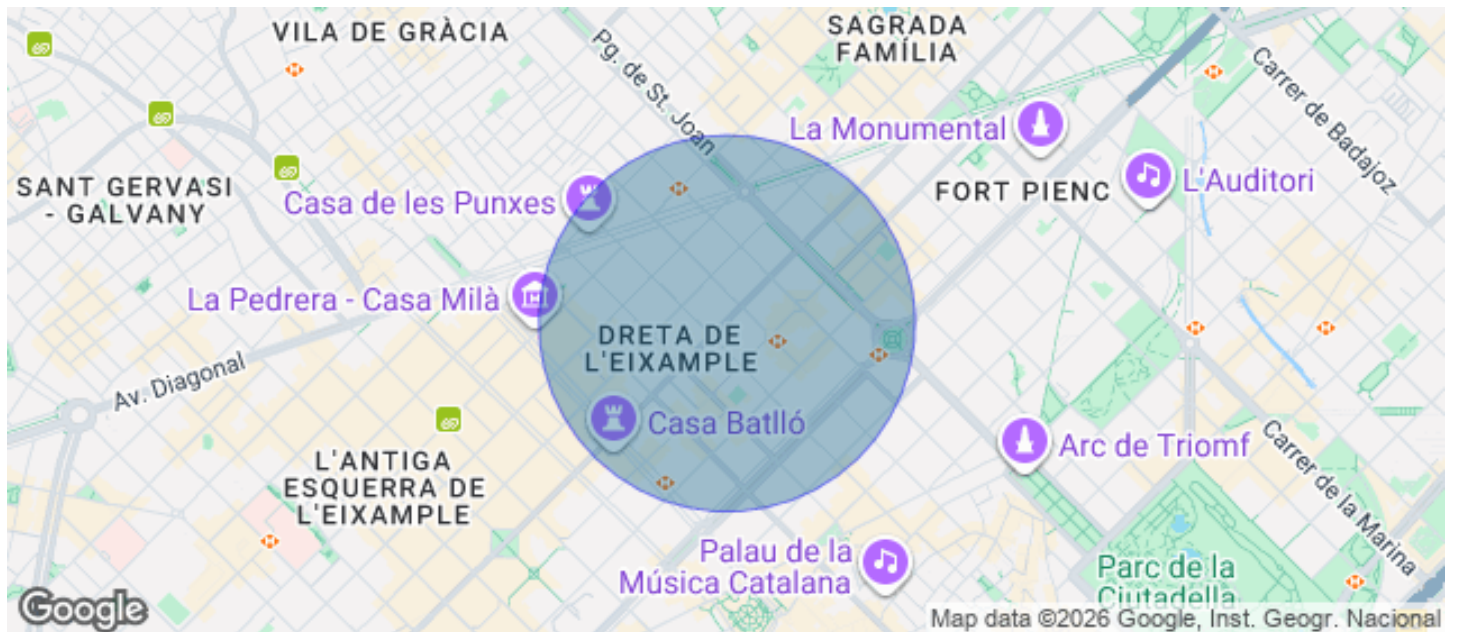 VILA DE GRÀCIA
Pg. de St. Joan
SAGRADA
FAMÍLIA
Carrer de Badajoz
La Monumental
SANT GERVASI
- GALVANY
Casa de les Punxes
FORT PIENC
L'Auditori
La Pedrera - Casa Milà
DRETA DE
L'EIXAMPLE
Av. Diagonal
Casa Batlló
Arc de Triomf
Carrer de la Marina
L'ANTIGA
ESQUERRA DE
L'EIXAMPLE
Palau de la
Música Catalana
Parc de la
Ciutadella
Google
Map data ©2026 Google, Inst. Geogr. Nacional